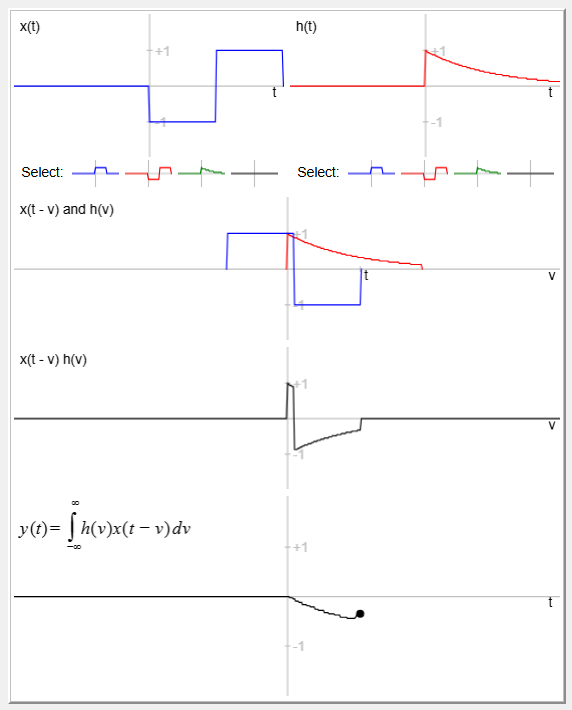 x(t)
h(t)
+1
+1
t
t
-1
-1
Select:
Select:
x(t - v) and h(v)
+1
t
v
-1
x(t - v) h(v)
+1
v
-1
∞
y(t)= ∫ h(v)x(t − v)dv
−∞
+1
t
-1